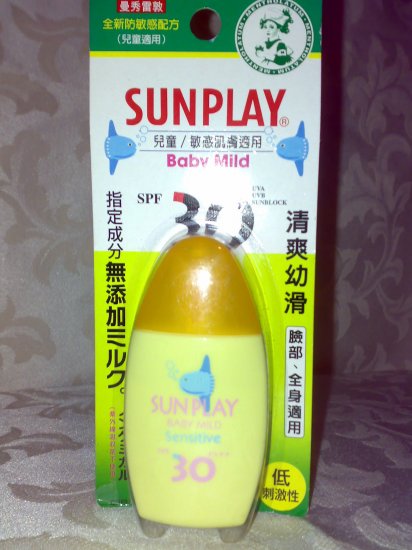 曼秀雷敦
全新防敏感配方
(兒童適用)
MENTHOLATUM
SUNPLAY®
兒童/敏感肌膚適用
Baby Mild
SPF 30
UVA
UVB
SUNBLOCK
指定成分無添加ミルク。
清爽幼滑
臉部、全身適用
低
刺激性
SUNPLAY
BABY MILD
Sensitive
30